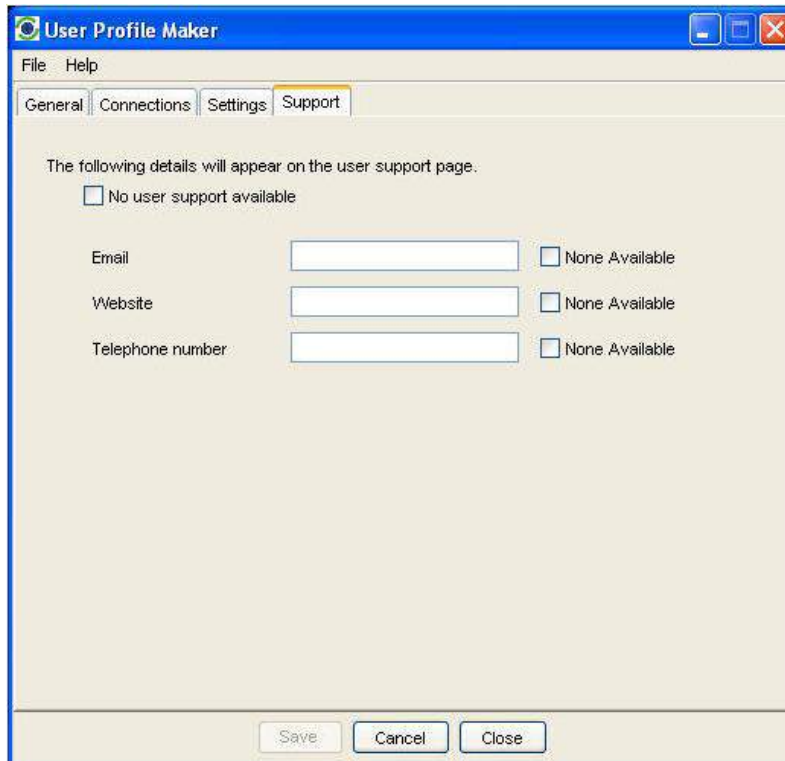 User Profile Maker
File Help
General Connections Settings Support
The following details will appear on the user support page.
No user support available
Email None Available
Website None Available
Telephone number None Available
Save Cancel Close